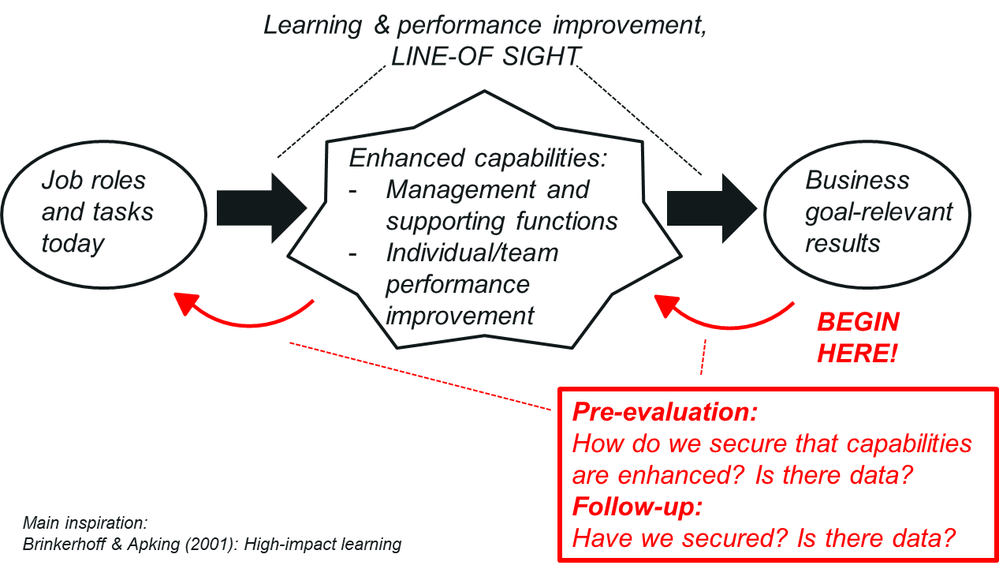 Learning & performance improvement,
LINE-OF SIGHT
Job roles
and tasks
today
Enhanced capabilities:
- Management and
supporting functions
- Individual/team
performance
improvement
Business
goal-relevant
results
BEGIN
HERE!
Pre-evaluation:
How do we secure that capabilities
are enhanced? Is there data?
Follow-up:
Have we secured? Is there data?
Main inspiration:
Brinkerhoff & Apking (2001): High-impact learning